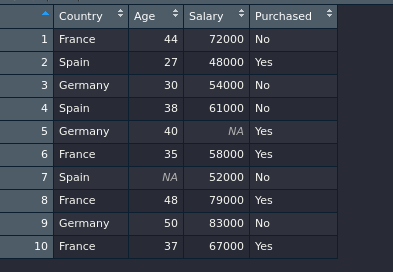 Country Age Salary Purchased
1 France 44 72000 No
2 Spain 27 48000 Yes
3 Germany 30 54000 No
4 Spain 38 61000 No
5 Germany 40 NA Yes
6 France 35 58000 Yes
7 Spain NA 52000 No
8 France 48 79000 Yes
9 Germany 50 83000 No
10 France 37 67000 Yes